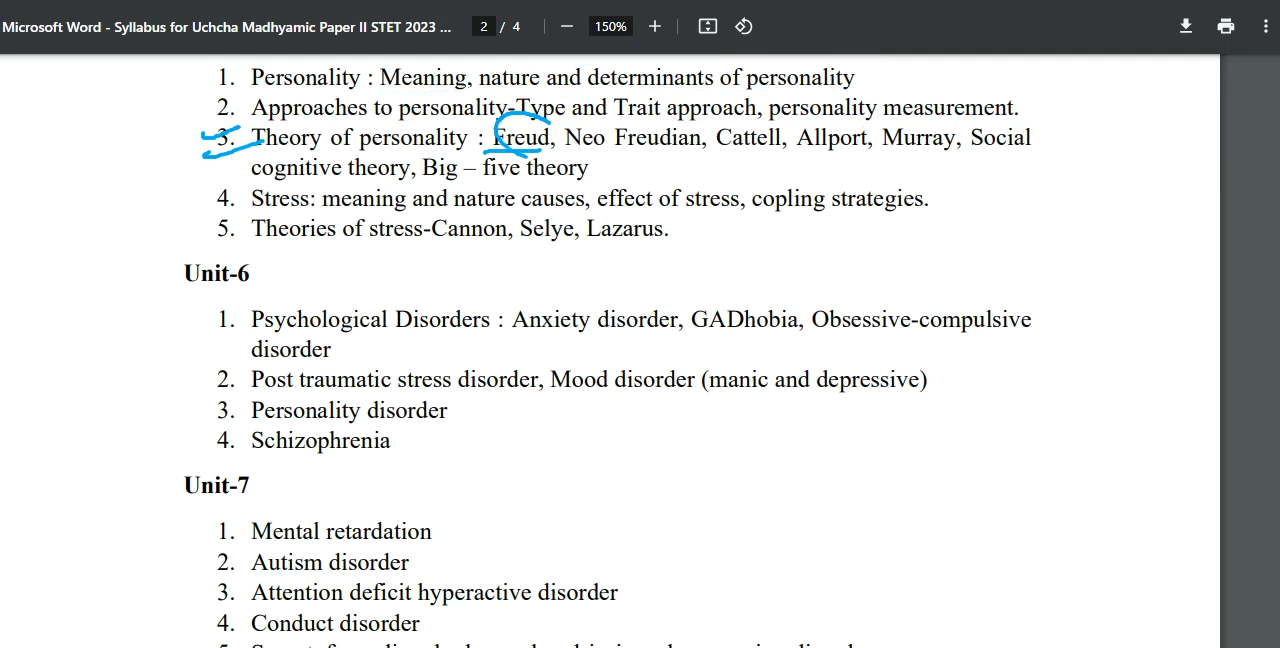 Microsoft Word - Syllabus for Uchcha Madhyamic Paper II STET 2023 ...
2 / 4
150%
1. Personality : Meaning, nature and determinants of personality
2. Approaches to personality-Type and Trait approach, personality measurement.
3. Theory of personality : Freud, Neo Freudian, Cattell, Allport, Murray, Social
cognitive theory, Big – five theory
4. Stress: meaning and nature causes, effect of stress, copling strategies.
5. Theories of stress-Cannon, Selye, Lazarus.
Unit-6
1. Psychological Disorders : Anxiety disorder, GADhobia, Obsessive-compulsive
disorder
2. Post traumatic stress disorder, Mood disorder (manic and depressive)
3. Personality disorder
4. Schizophrenia
Unit-7
1. Mental retardation
2. Autism disorder
3. Attention deficit hyperactive disorder
4. Conduct disorder